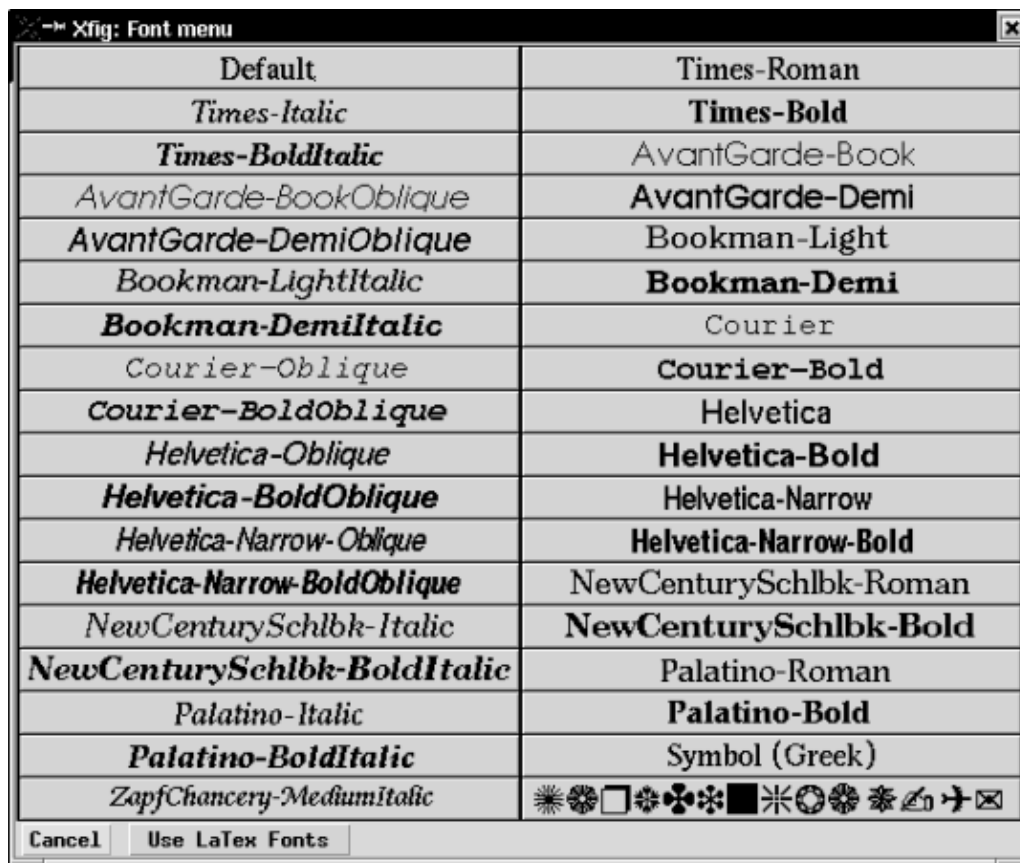 Xfig: Font menu
Default Times-Roman
Times-Italic Times-Bold
Times-BoldItalic AvantGarde-Book
AvantGarde-BookOblique AvantGarde-Demi
AvantGarde-DemiOblique Bookman-Light
Bookman-LightItalic Bookman-Demi
Bookman-DemiItalic Courier
Courier-Oblique Courier-Bold
Courier-BoldOblique Helvetica
Helvetica-Oblique Helvetica-Bold
Helvetica-BoldOblique Helvetica-Narrow
Helvetica-Narrow-Oblique Helvetica-Narrow-Bold
Helvetica-Narrow-BoldOblique NewCenturySchlbk-Roman
NewCenturySchlbk-Italic NewCenturySchlbk-Bold
NewCenturySchlbk-BoldItalic Palatino-Roman
Palatino-Italic Palatino-Bold
Palatino-BoldItalic Symbol (Greek)
ZapfChancery-MediumItalic
Cancel Use LaTex Fonts